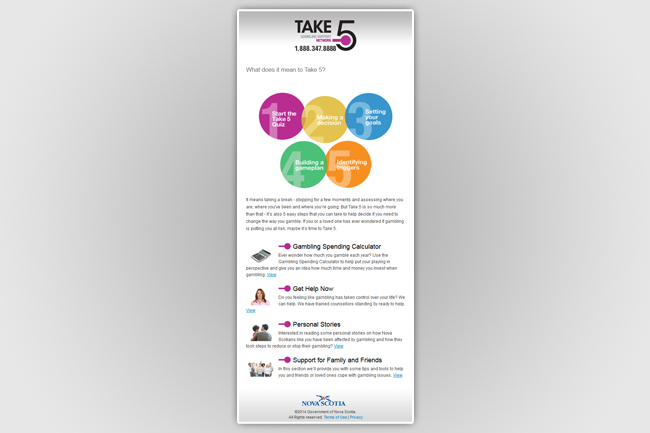 TAKE 5
GAMBLING SUPPORT
NETWORK
1.888.347.8888
What does it mean to Take 5?
1 Start the
Take 5
Quiz
2 Making a
decision
3 Setting
your
goals
4 Building a
gameplan
5 Identifying
triggers
It means taking a break - stopping for a few moments and assessing where you
are, where you've been and where you're going. But Take 5 is so much more
than that - it's also 5 easy steps that you can take to help decide if you need to
change the way you gamble. If you or a loved one has ever wondered if gambling
is putting you at risk, maybe it's time to Take 5.
Gambling Spending Calculator
Ever wonder how much you gamble each year? Use the
Gambling Spending Calculator to help put your playing in
perspective and give you an idea how much time and money you invest when
gambling. View
Get Help Now
Do you feeling like gambling has taken control over your life? We
can help. We have trained counsellors standing by ready to help.
View
Personal Stories
Interested in reading some personal stories on how Nova
Scotians like you have been affected by gambling and how they
took steps to reduce or stop their gambling? View
Support for Family and Friends
In this section we'll provide you with some tips and tools to help
you and friends or loved ones cope with gambling issues. View
NOVA SCOTIA
©2014 Government of Nova Scotia.
All Rights reserved. Terms of Use | Privacy